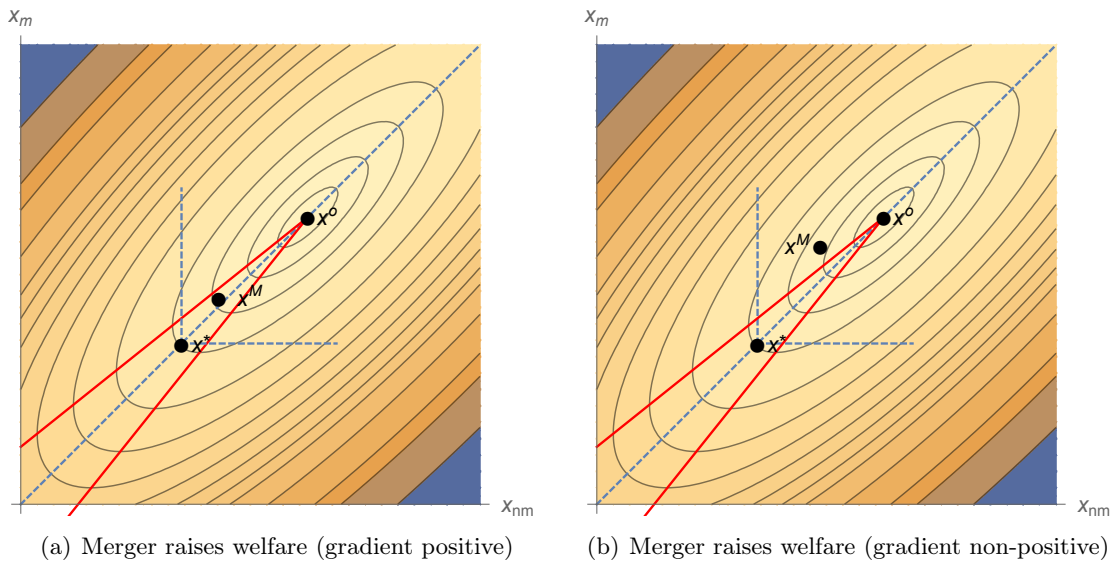 x_m
x^o
x^M
x^*
x_nm
(a) Merger raises welfare (gradient positive)
x_m
x^o
x^M
x^*
x_nm
(b) Merger raises welfare (gradient non-positive)